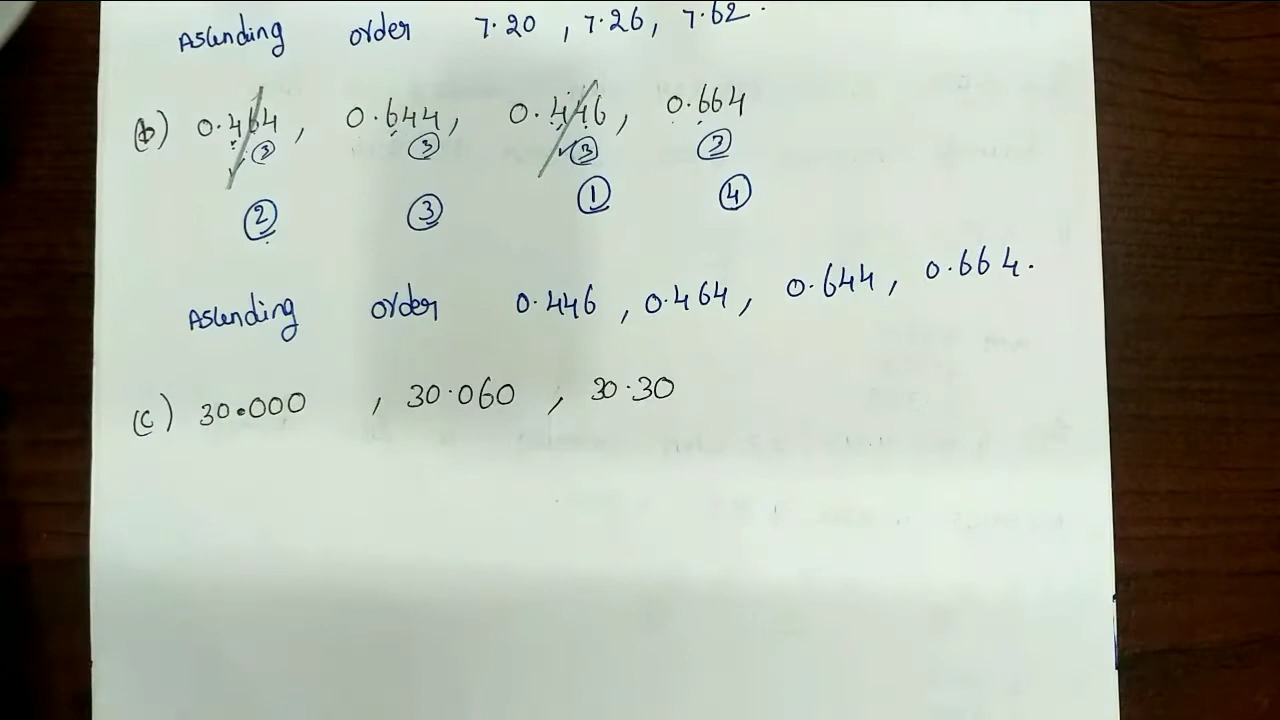 Ascending order 7.20 , 7.26, 7.62.
(b) 0.464, 0.644, 0.446, 0.664
③ ③ ③ ③
② ③ ① ④
Ascending order 0.446 , 0.464, 0.644, 0.664.
(c) 30.000 , 30.060 , 30.30